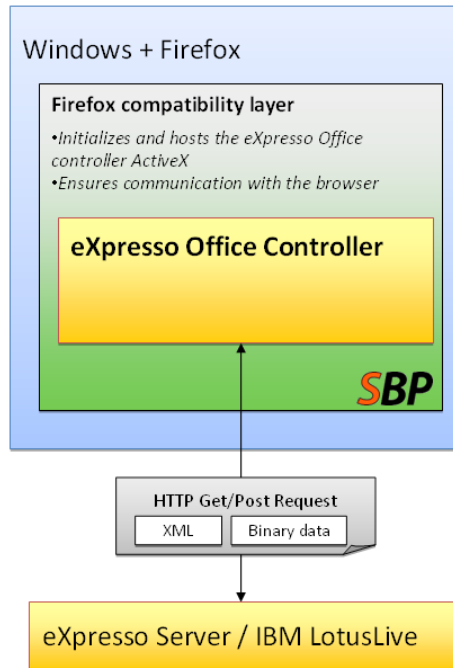 Windows + Firefox
Firefox compatibility layer
•Initializes and hosts the eXpresso Office
controller ActiveX
•Ensures communication with the browser
eXpresso Office Controller
SBP
HTTP Get/Post Request
XML
Binary data
eXpresso Server / IBM LotusLive